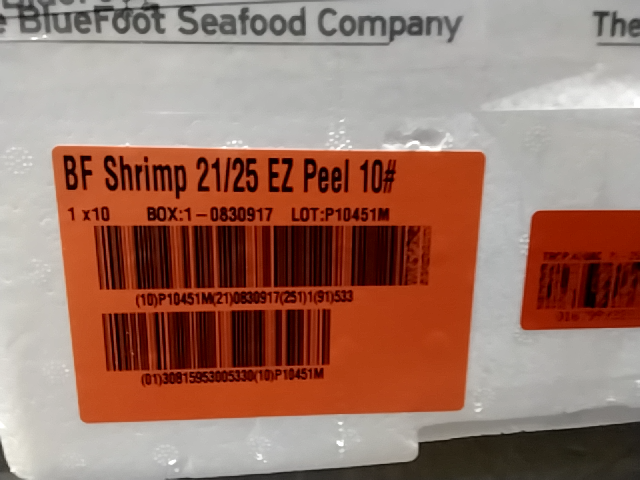 BlueFoot Seafood Company
The
BF Shrimp 21/25 EZ Peel 10#
1 x10 BOX:1-0830917 LOT:P10451M
(10)P10451M(21)0830917(251)1(91)533
(01)30815953005330(10)P10451M